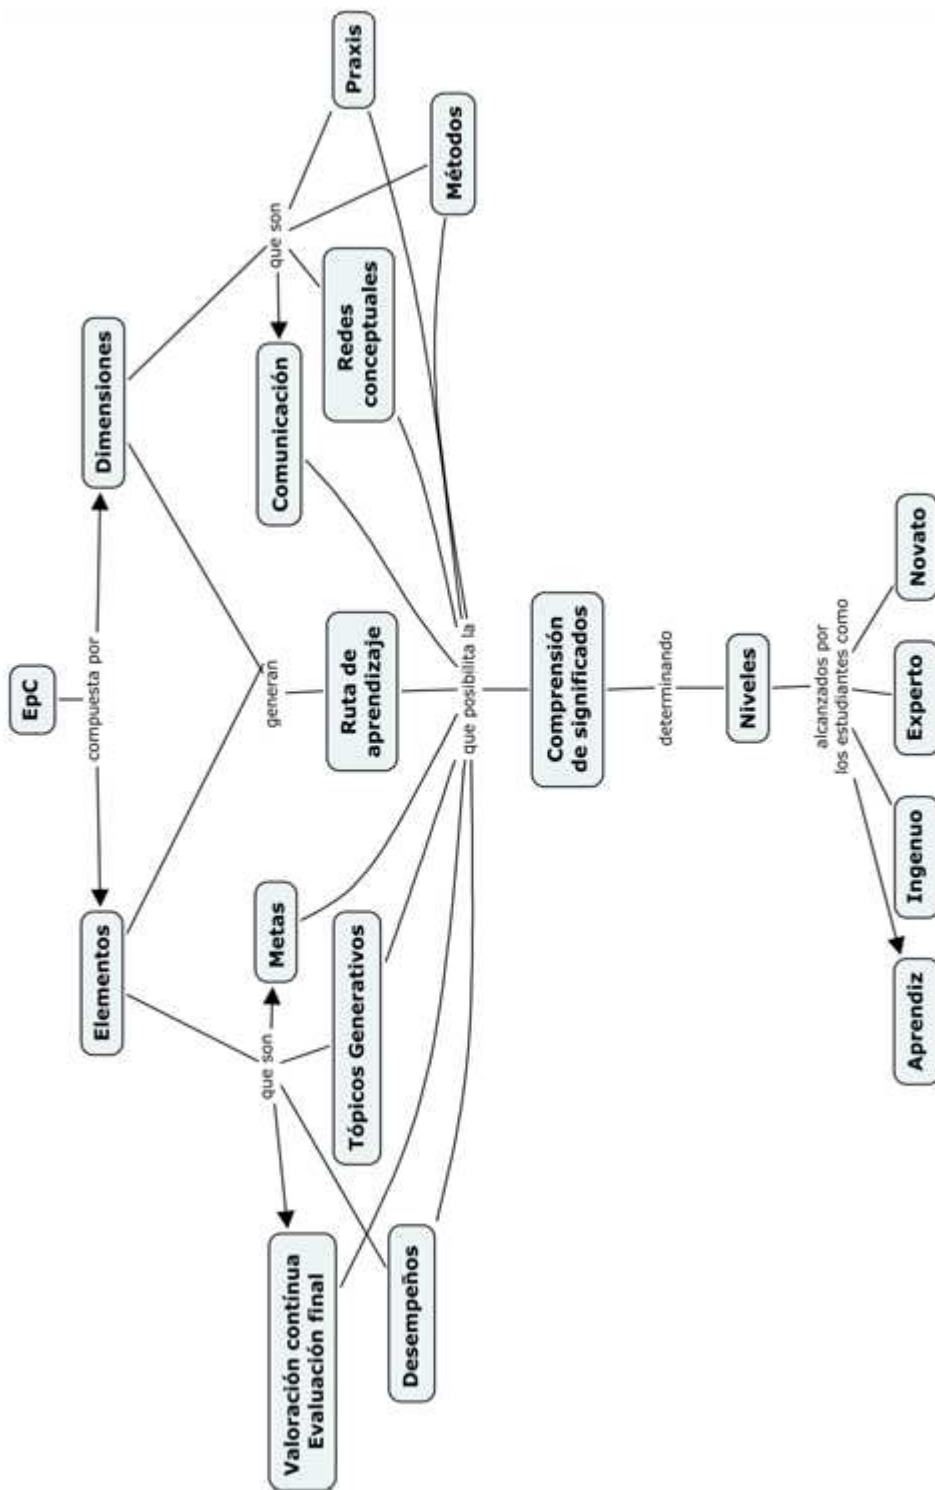 EpC
compuesta por
Elementos
Dimensiones
que son
generan
que son
Valoración contínua
Evaluación final
Metas
Comunicación
Tópicos Generativos
Ruta de
aprendizaje
Redes
conceptuales
Praxis
Desempeños
Métodos
que posibilita la
Comprensión
de significados
determinando
Niveles
alcanzados por
los estudiantes como
Aprendiz
Ingenuo
Experto
Novato